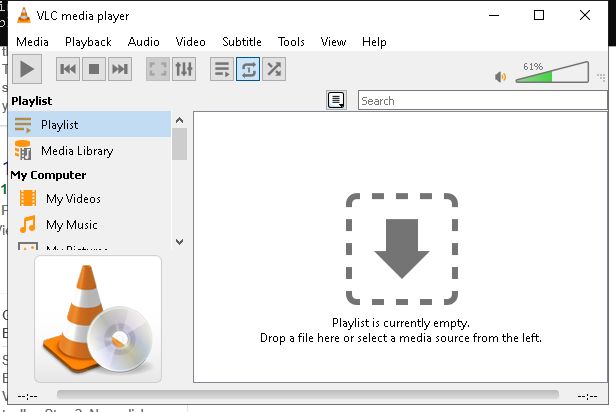 VLC media player
Media Playback Audio Video Subtitle Tools View Help
61%
Playlist
Search
Playlist
Media Library
My Computer
My Videos
My Music
My Pictures
Playlist is currently empty.
Drop a file here or select a media source from the left.
--:-- --:--